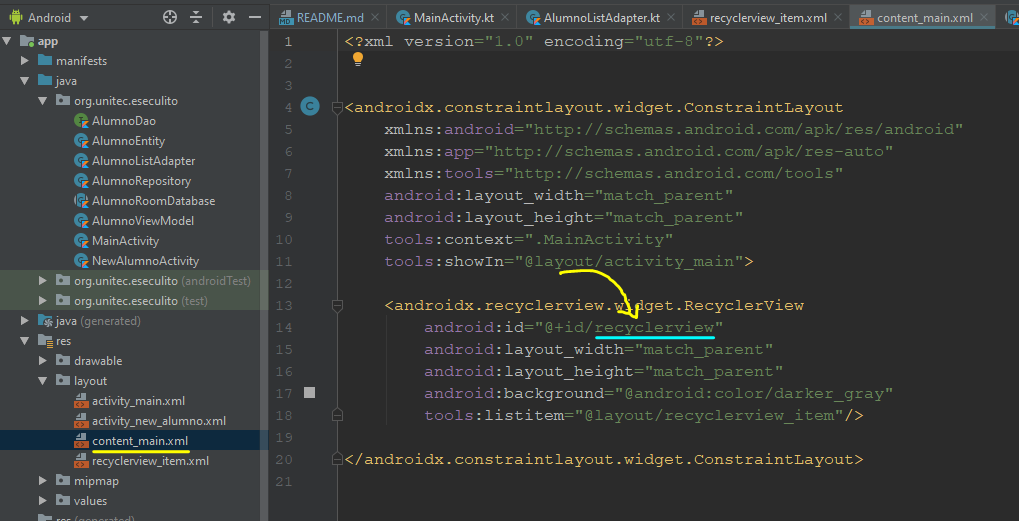 Android
README.md
MainActivity.kt
AlumnoListAdapter.kt
recyclerview_item.xml
content_main.xml
app
manifests
java
org.unitec.eseculito
AlumnoDao
AlumnoEntity
AlumnoListAdapter
AlumnoRepository
AlumnoRoomDatabase
AlumnoViewModel
MainActivity
NewAlumnoActivity
org.unitec.eseculito (androidTest)
org.unitec.eseculito (test)
java (generated)
res
drawable
layout
activity_main.xml
activity_new_alumno.xml
content_main.xml
recyclerview_item.xml
mipmap
values
res (generated)
1 <?xml version="1.0" encoding="utf-8"?>
2
3
4 <androidx.constraintlayout.widget.ConstraintLayout
5 xmlns:android="http://schemas.android.com/apk/res/android"
6 xmlns:app="http://schemas.android.com/apk/res-auto"
7 xmlns:tools="http://schemas.android.com/tools"
8 android:layout_width="match_parent"
9 android:layout_height="match_parent"
10 tools:context=".MainActivity"
11 tools:showIn="@layout/activity_main">
12
13 <androidx.recyclerview.widget.RecyclerView
14 android:id="@+id/recyclerview"
15 android:layout_width="match_parent"
16 android:layout_height="match_parent"
17 android:background="@android:color/darker_gray"
18 tools:listitem="@layout/recyclerview_item"/>
19
20 </androidx.constraintlayout.widget.ConstraintLayout>
21